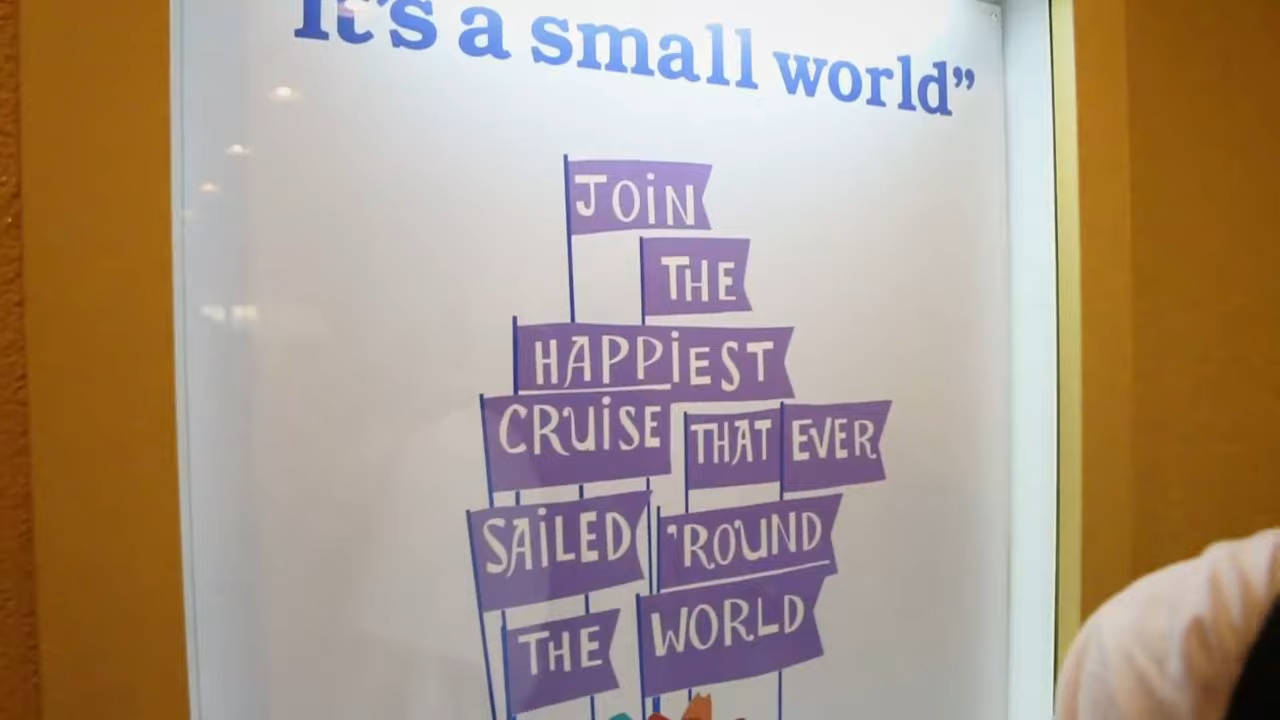 it's a small world”
JOiN
THE
HAPPiEST
CRUiSE THAT EVER
SAiLED 'ROUND
THE WORLD